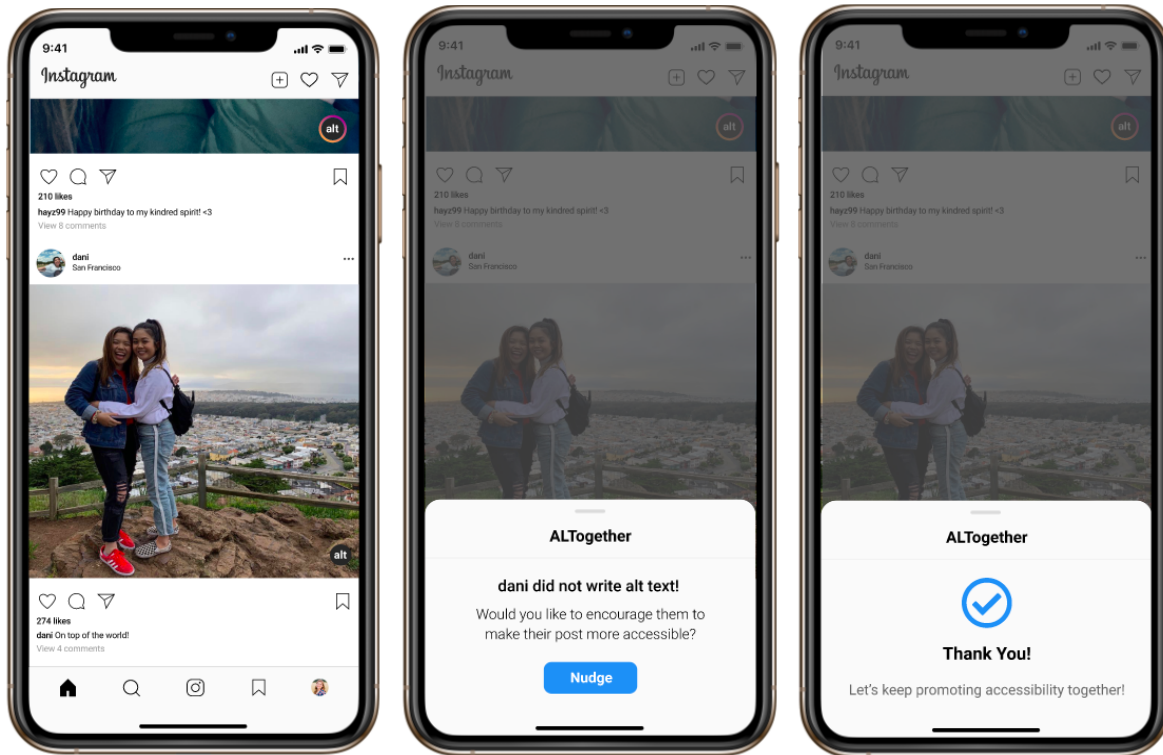 9:41
Instagram
alt
210 likes
hayz99 Happy birthday to my kindred spirit! <3
View 8 comments
dani
San Francisco
alt
274 likes
dani On top of the world!
View 4 comments
9:41
Instagram
alt
210 likes
hayz99 Happy birthday to my kindred spirit! <3
View 8 comments
dani
San Francisco
ALTogether
dani did not write alt text!
Would you like to encourage them to
make their post more accessible?
Nudge
9:41
Instagram
alt
210 likes
hayz99 Happy birthday to my kindred spirit! <3
View 8 comments
dani
San Francisco
ALTogether
Thank You!
Let's keep promoting accessibility together!